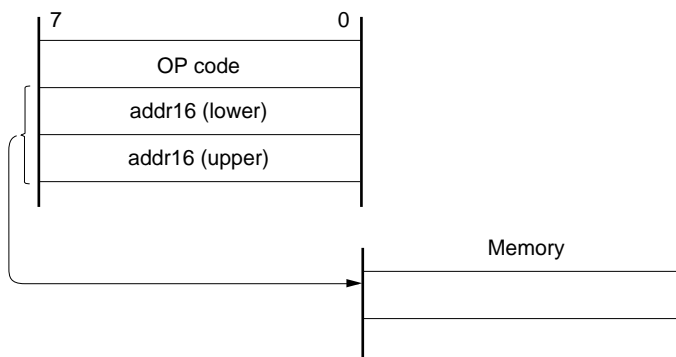 7 0
OP code
addr16 (lower)
addr16 (upper)
Memory